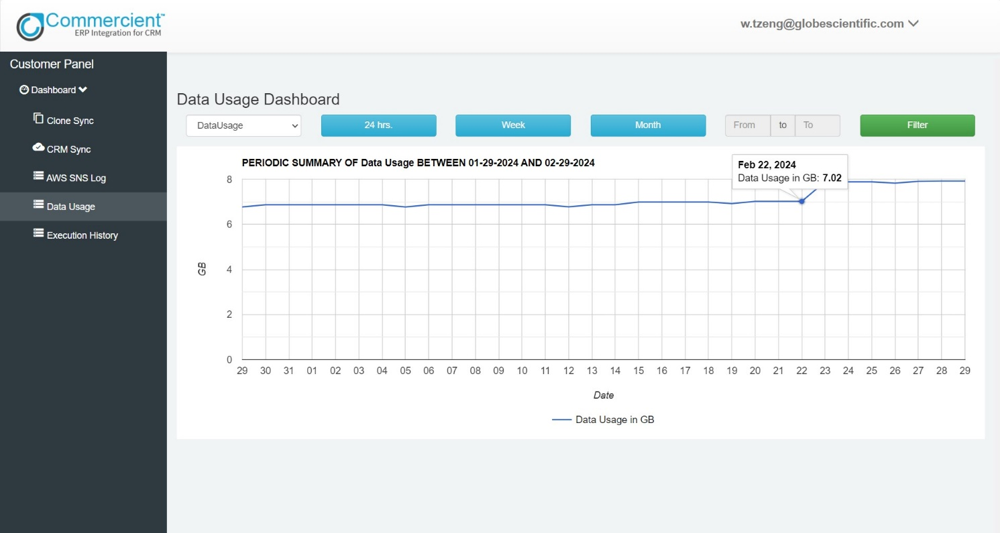 Commercient™
ERP Integration for CRM
w.tzeng@globescientific.com
Customer Panel
Dashboard
Clone Sync
CRM Sync
AWS SNS Log
Data Usage
Execution History
Data Usage Dashboard
DataUsage 24 hrs. Week Month From to To Filter
PERIODIC SUMMARY OF Data Usage BETWEEN 01-29-2024 AND 02-29-2024
Feb 22, 2024
Data Usage in GB: 7.02
8
6
4
2
0
GB
29 30 31 01 02 03 04 05 06 07 08 09 10 11 12 13 14 15 16 17 18 19 20 21 22 23 24 25 26 27 28 29
Date
Data Usage in GB